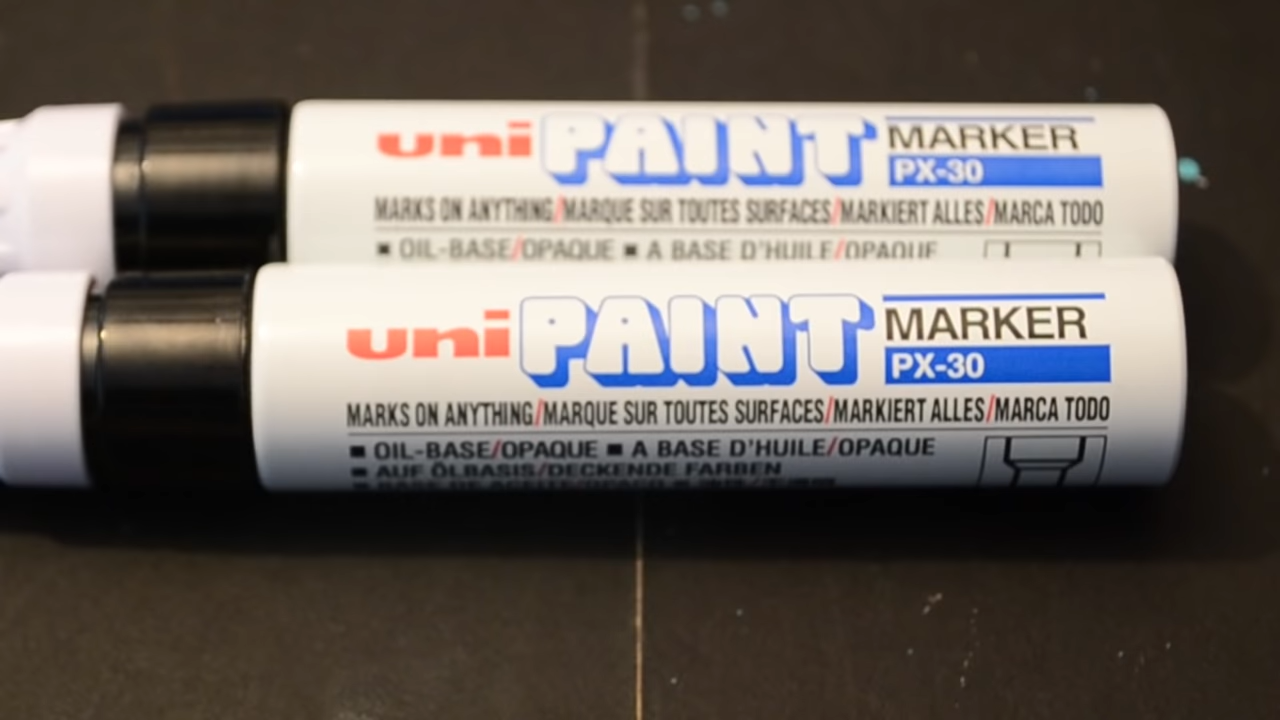 uni PAINT MARKER
PX-30
MARKS ON ANYTHING/MARQUE SUR TOUTES SURFACES/MARKIERT ALLES/MARCA TODO
■ OIL-BASE/OPAQUE ■ A BASE D'HUILE/OPAQUE
uni PAINT MARKER
PX-30
MARKS ON ANYTHING/MARQUE SUR TOUTES SURFACES/MARKIERT ALLES/MARCA TODO
■ OIL-BASE/OPAQUE ■ A BASE D'HUILE/OPAQUE
■ AUF ÖLBASIS/DECKENDE FARBEN